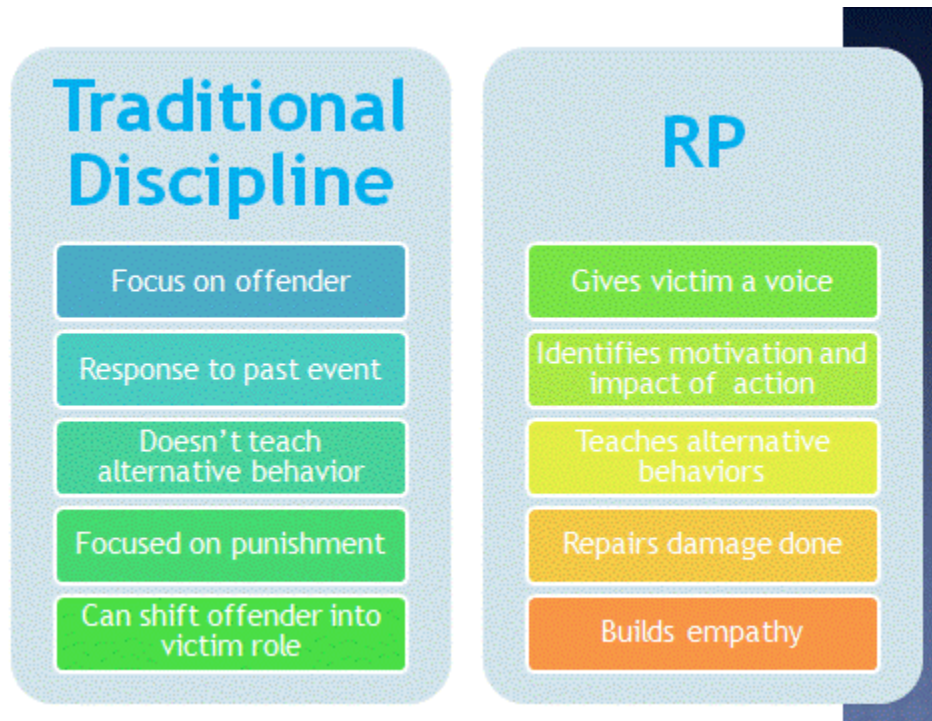 Traditional
Discipline
Focus on offender
Response to past event
Doesn’t teach
alternative behavior
Focused on punishment
Can shift offender into
victim role
RP
Gives victim a voice
Identifies motivation and
impact of action
Teaches alternative
behaviors
Repairs damage done
Builds empathy